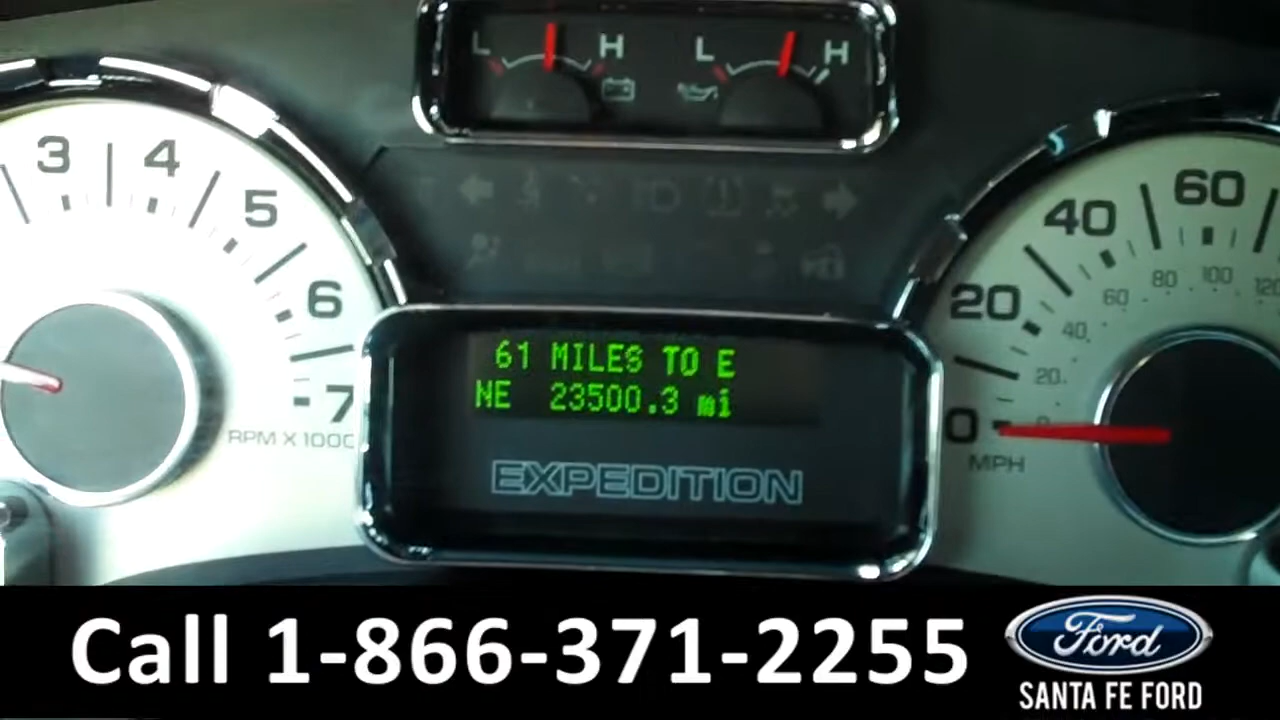 L H L H
3 4 5 6 7
RPM X 1000
61 MILES TO E
NE 23500.3 mi
EXPEDITION
0 20 40 60
20 40 60 80 100 120
MPH
Call 1-866-371-2255
Ford
SANTA FE FORD